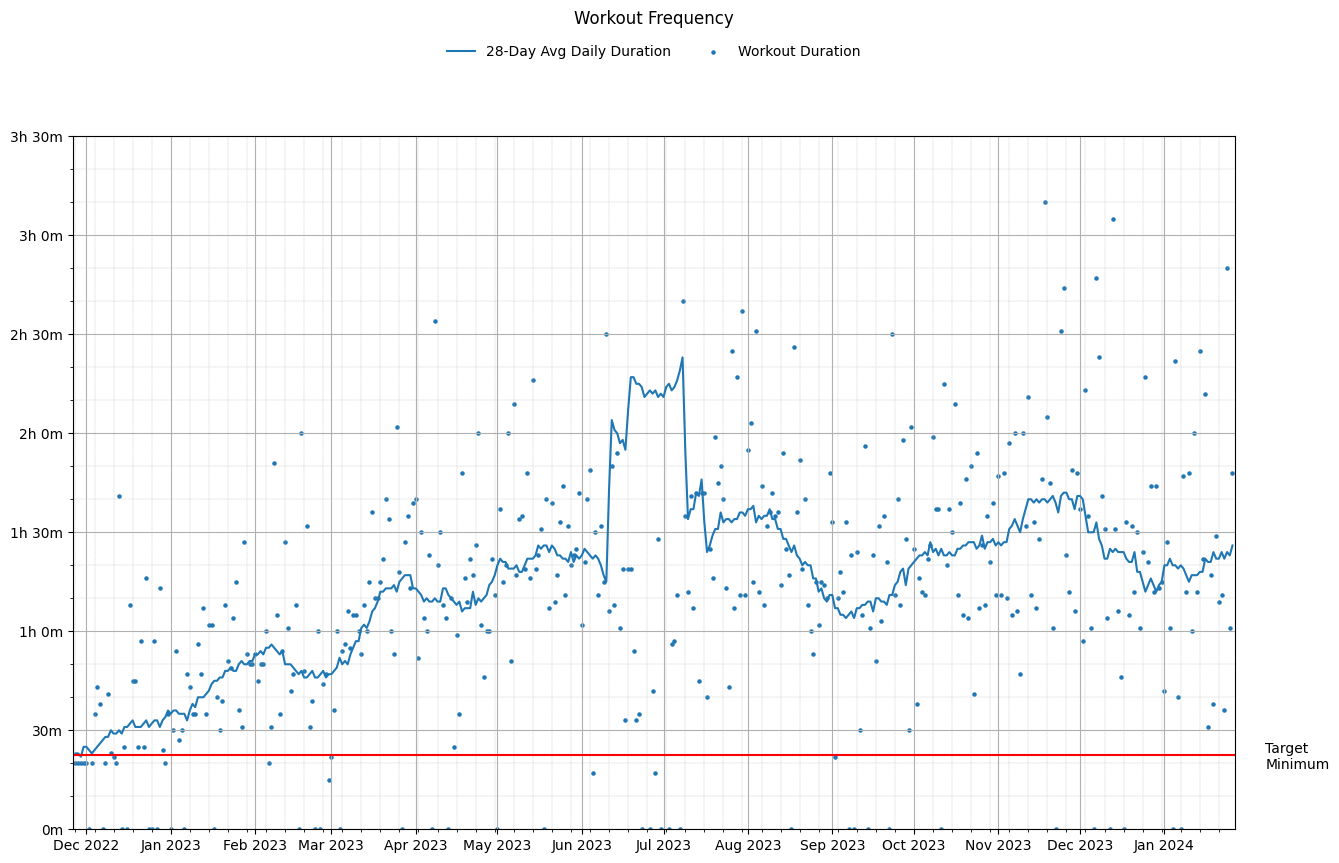 Workout Frequency
28-Day Avg Daily Duration
Workout Duration
3h 30m
3h 0m
2h 30m
2h 0m
1h 30m
1h 0m
30m
0m
Target
Minimum
Dec 2022 Jan 2023 Feb 2023 Mar 2023 Apr 2023 May 2023 Jun 2023 Jul 2023 Aug 2023 Sep 2023 Oct 2023 Nov 2023 Dec 2023 Jan 2024